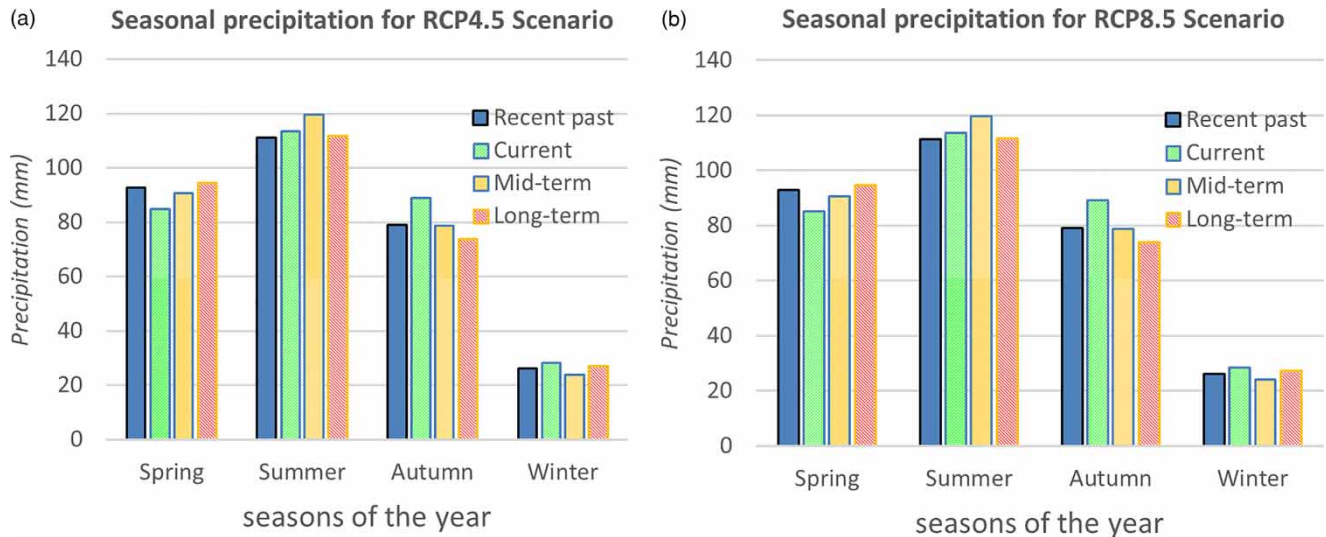 (a)
Seasonal precipitation for RCP4.5 Scenario
Precipitation (mm)
140
120
100
80
60
40
20
0
Recent past
Current
Mid-term
Long-term
Spring Summer Autumn Winter
seasons of the year
(b)
Seasonal precipitation for RCP8.5 Scenario
Precipitation (mm)
140
120
100
80
60
40
20
0
Recent past
Current
Mid-term
Long-term
Spring Summer Autumn Winter
seasons of the year